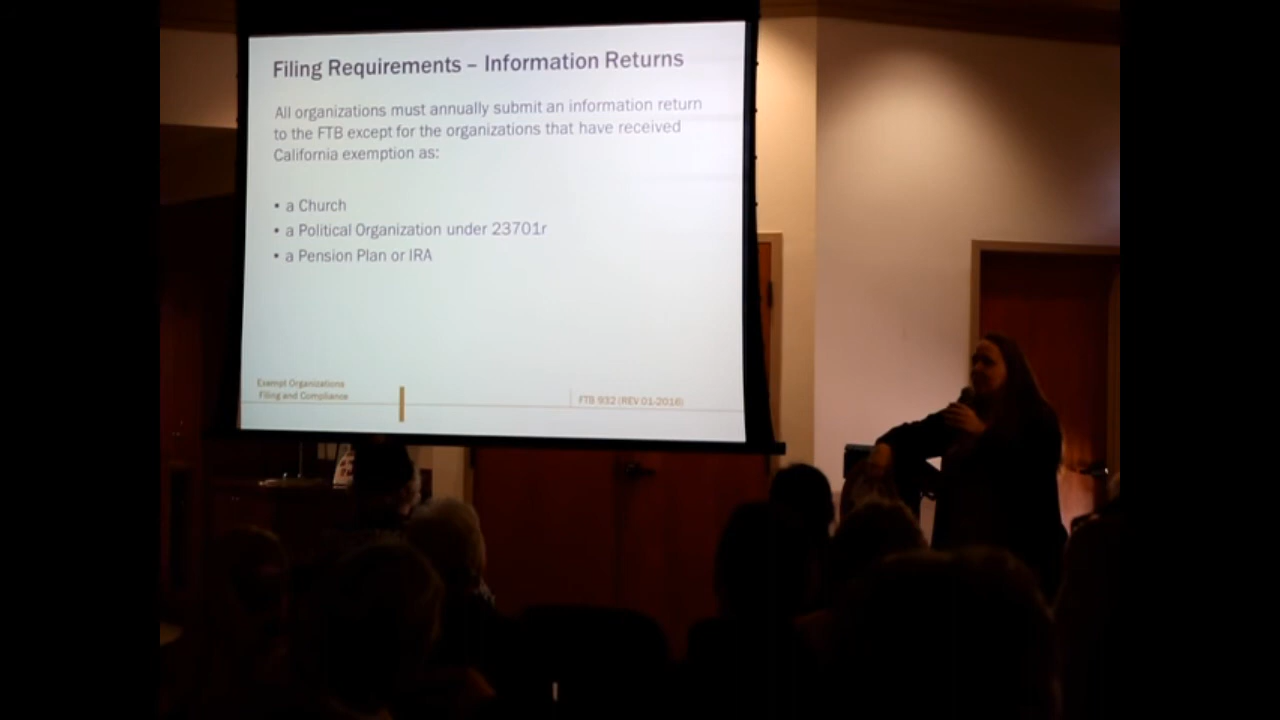 Filing Requirements – Information Returns
All organizations must annually submit an information return
to the FTB except for the organizations that have received
California exemption as:
• a Church
• a Political Organization under 23701r
• a Pension Plan or IRA
Exempt Organizations
Filing and Compliance
FTB 932 (REV 01-2016)